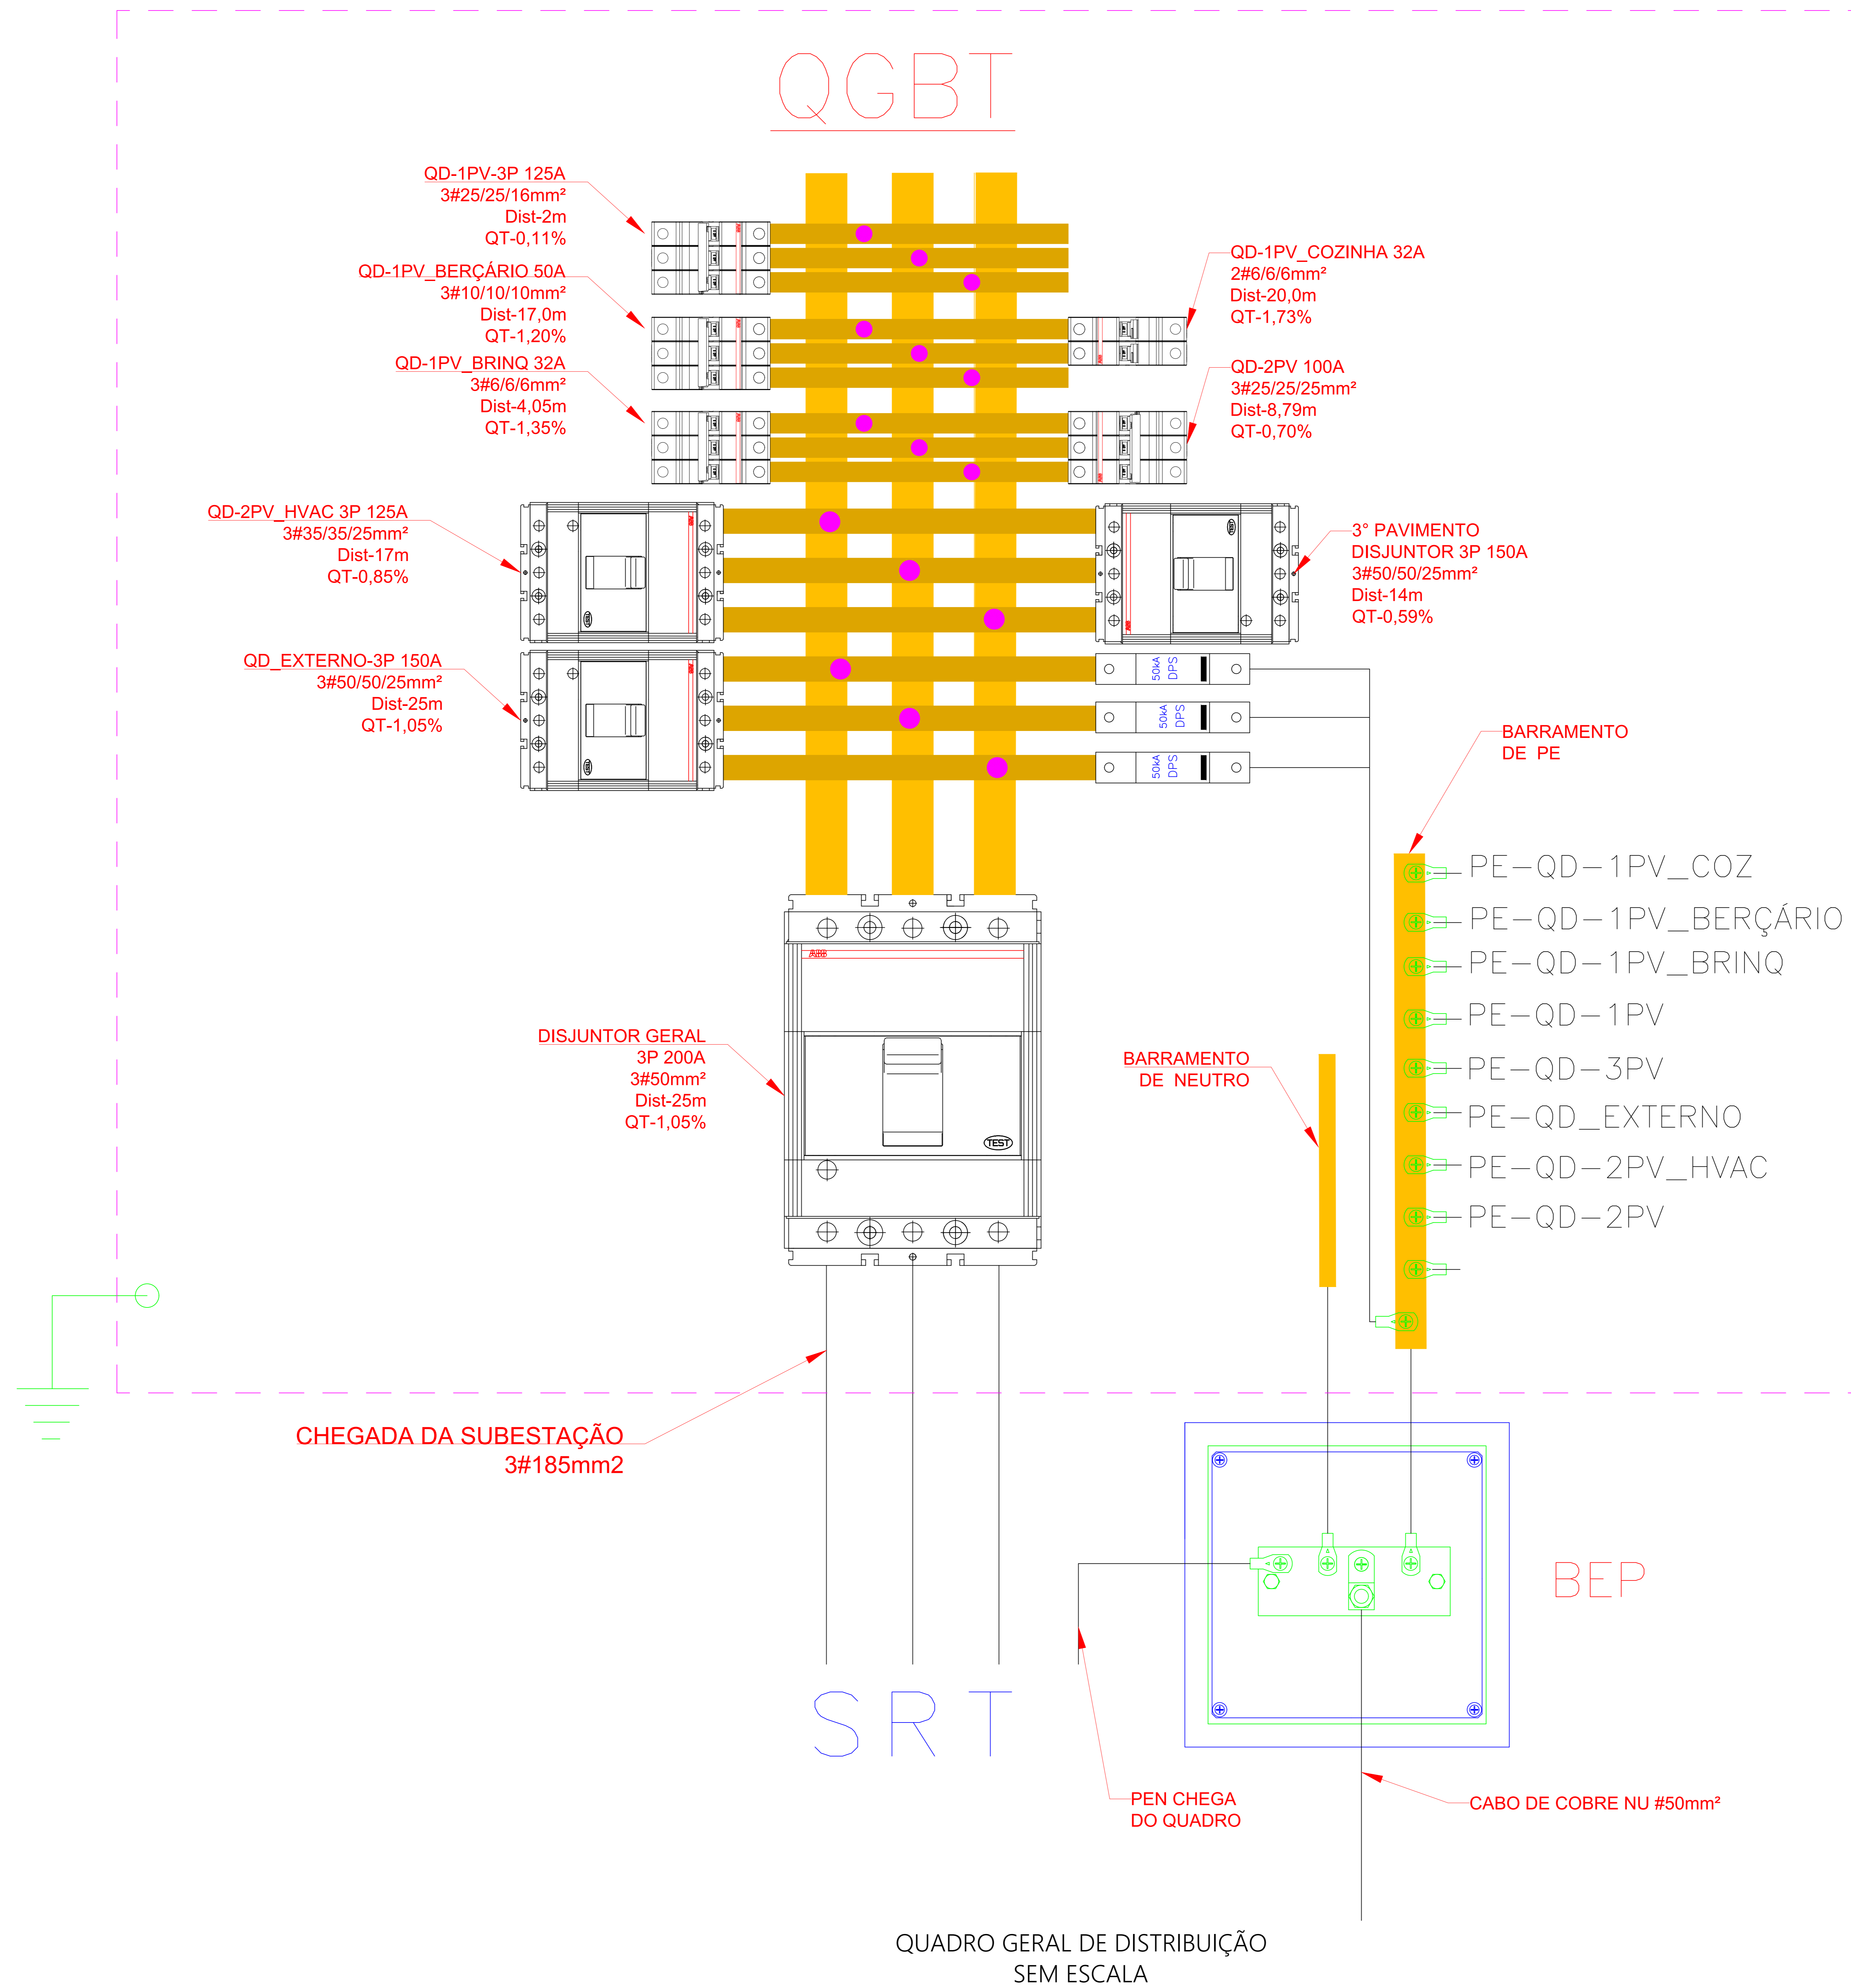 QGBT
QD-1PV-3P 125A
3#25/25/16mm²
Dist-2m
QT-0,11%
QD-1PV_BERÇÁRIO 50A
3#10/10/10mm²
Dist-17,0m
QT-1,20%
QD-1PV_BRINQ 32A
3#6/6/6mm²
Dist-4,05m
QT-1,35%
QD-1PV_COZINHA 32A
2#6/6/6mm²
Dist-20,0m
QT-1,73%
QD-2PV 100A
3#25/25/25mm²
Dist-8,79m
QT-0,70%
QD-2PV_HVAC 3P 125A
3#35/35/25mm²
Dist-17m
QT-0,85%
3° PAVIMENTO
DISJUNTOR 3P 150A
3#50/50/25mm²
Dist-14m
QT-0,59%
QD_EXTERNO-3P 150A
3#50/50/25mm²
Dist-25m
QT-1,05%
TEST
TEST
TEST
50kA
DPS
50kA
DPS
50kA
DPS
BARRAMENTO
DE PE
PE-QD-1PV_COZ
PE-QD-1PV_BERÇÁRIO
PE-QD-1PV_BRINQ
PE-QD-1PV
PE-QD-3PV
PE-QD_EXTERNO
PE-QD-2PV_HVAC
PE-QD-2PV
ABB
DISJUNTOR GERAL
3P 200A
3#50mm²
Dist-25m
QT-1,05%
TEST
BARRAMENTO
DE NEUTRO
CHEGADA DA SUBESTAÇÃO
3#185mm2
BEP
S R T
PEN CHEGA
DO QUADRO
CABO DE COBRE NU #50mm²
QUADRO GERAL DE DISTRIBUIÇÃO
SEM ESCALA